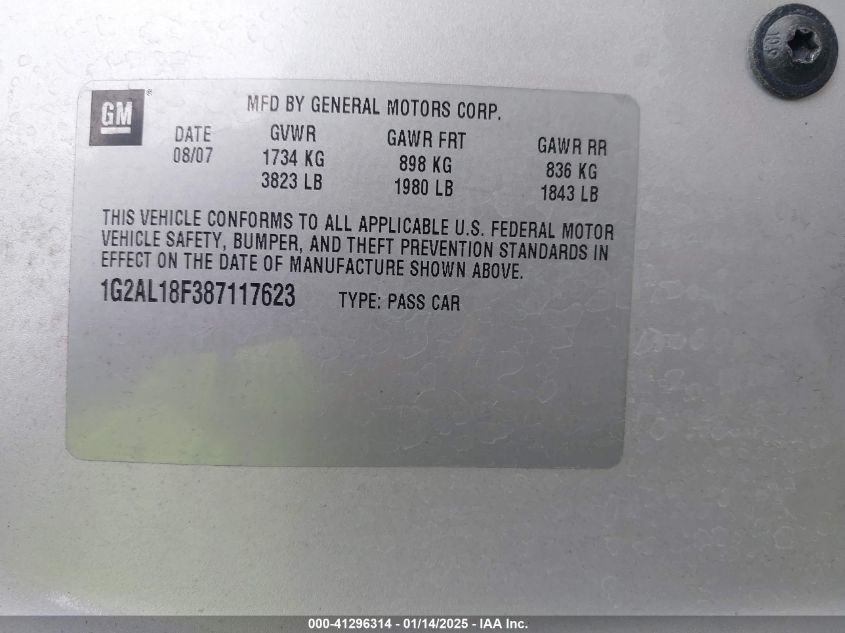 GM
®
MFD BY GENERAL MOTORS CORP.
DATE GVWR GAWR FRT GAWR RR
08/07 1734 KG 898 KG 836 KG
3823 LB 1980 LB 1843 LB
THIS VEHICLE CONFORMS TO ALL APPLICABLE U.S. FEDERAL MOTOR
VEHICLE SAFETY, BUMPER, AND THEFT PREVENTION STANDARDS IN
EFFECT ON THE DATE OF MANUFACTURE SHOWN ABOVE.
1G2AL18F387117623 TYPE: PASS CAR
000-41296314 - 01/14/2025 - IAA Inc.